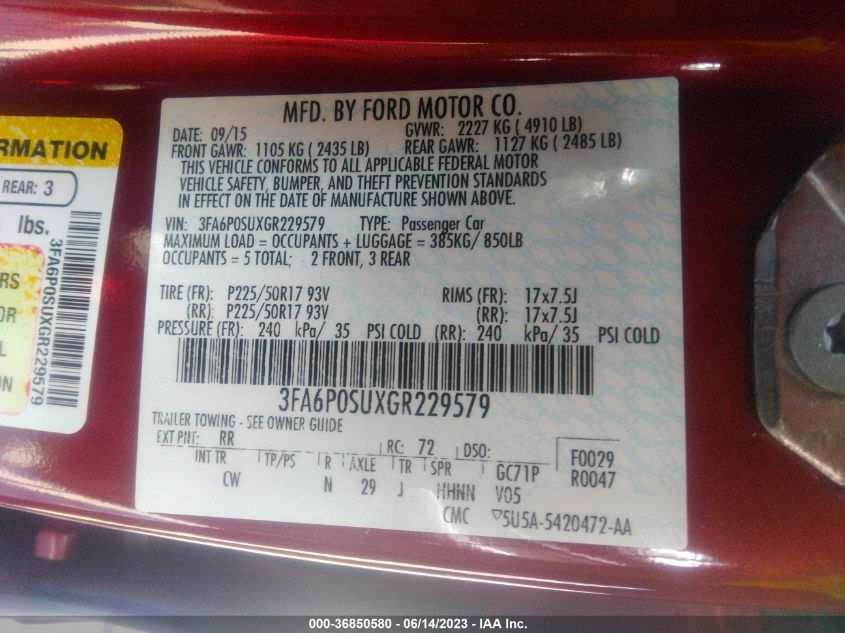 MFD. BY FORD MOTOR CO.
DATE: 09/15 GVWR: 2227 KG ( 4910 LB)
FRONT GAWR: 1105 KG ( 2435 LB) REAR GAWR: 1127 KG ( 2485 LB)
THIS VEHICLE CONFORMS TO ALL APPLICABLE FEDERAL MOTOR
VEHICLE SAFETY, BUMPER, AND THEFT PREVENTION STANDARDS
IN EFFECT ON THE DATE OF MANUFACTURE SHOWN ABOVE.
VIN: 3FA6P0SUXGR229579 TYPE: Passenger Car
MAXIMUM LOAD = OCCUPANTS + LUGGAGE = 385KG/ 850LB
OCCUPANTS = 5 TOTAL; 2 FRONT, 3 REAR
TIRE (FR): P225/50R17 93V RIMS (FR): 17x7.5J
(RR): P225/50R17 93V (RR): 17x7.5J
PRESSURE (FR): 240 kPa/ 35 PSI COLD (RR): 240 kPa/ 35 PSI COLD
3FA6P0SUXGR229579
TRAILER TOWING - SEE OWNER GUIDE
EXT PNT: RR RC: 72 DSO: F0029
INT TR TP/PS R AXLE TR SPR GC71P R0047
CW N 29 J HHNN V05
CMC 5U5A-5420472-AA
RMATION
REAR: 3
lbs.
RS
OR
L
ON
3FA6P0SUXGR229579
000-36850580 - 06/14/2023 - IAA Inc.